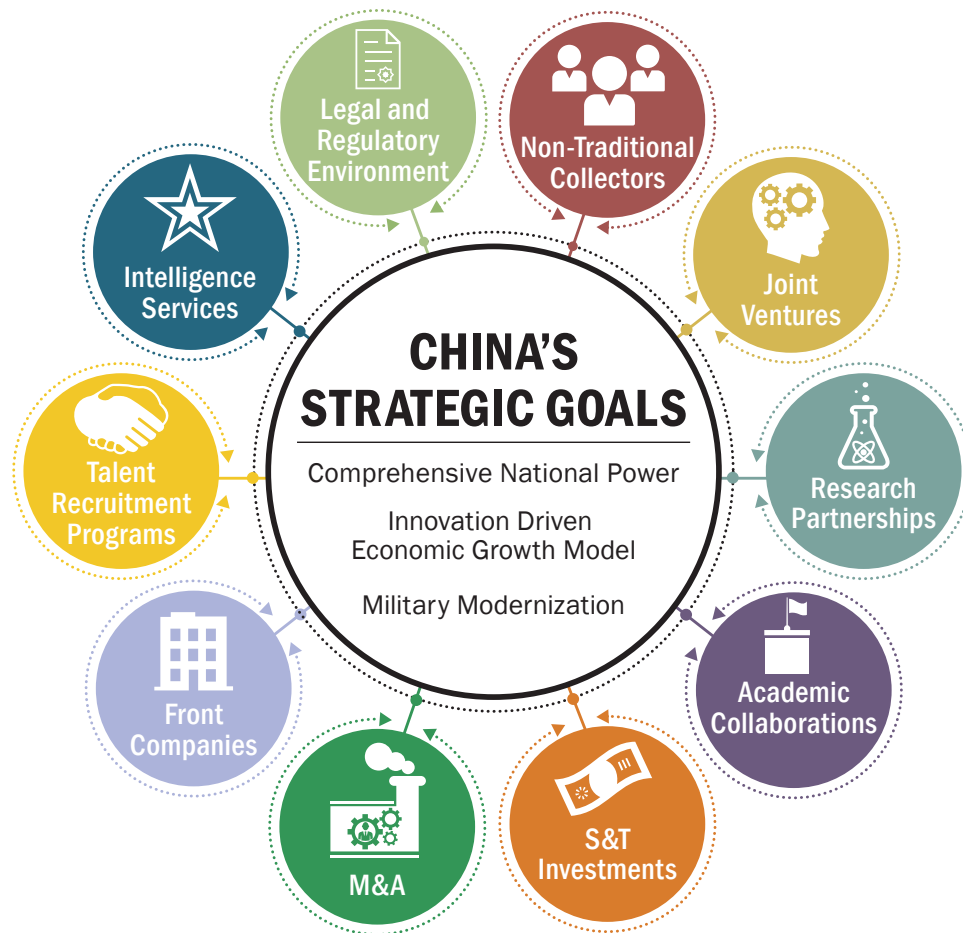 CHINA'S
STRATEGIC GOALS
Comprehensive National Power
Innovation Driven
Economic Growth Model
Military Modernization
Legal and
Regulatory
Environment
Non-Traditional
Collectors
Joint
Ventures
Research
Partnerships
Academic
Collaborations
S&T
Investments
M&A
Front
Companies
Talent
Recruitment
Programs
Intelligence
Services